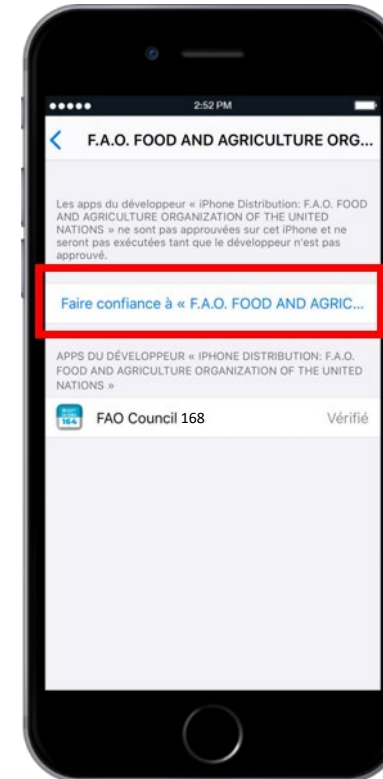 2:52 PM
F.A.O. FOOD AND AGRICULTURE ORG...
Les apps du développeur « iPhone Distribution: F.A.O. FOOD
AND AGRICULTURE ORGANIZATION OF THE UNITED
NATIONS » ne sont pas approuvées sur cet iPhone et ne
seront pas exécutées tant que le développeur n'est pas
approuvé.
Faire confiance à « F.A.O. FOOD AND AGRIC...
APPS DU DÉVELOPPEUR « IPHONE DISTRIBUTION: F.A.O.
FOOD AND AGRICULTURE ORGANIZATION OF THE UNITED
NATIONS »
164
FAO Council 168 Vérifié